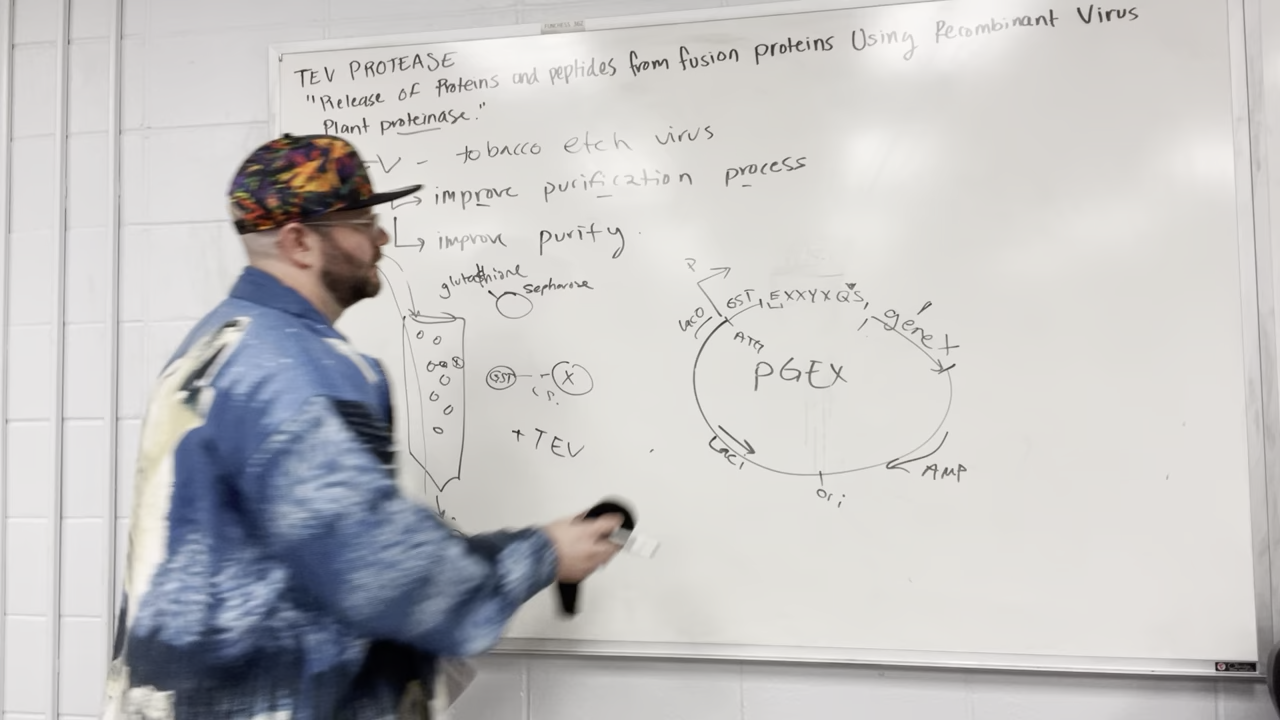 TEV PROTEASE
"Release of Proteins and peptides from fusion proteins Using Recombinant Virus
Plant proteinase."
EV - tobacco etch virus
improve purification process
improve purity.
glutathione
sepharose
GST
X
+ TEV
P
LacO
ATG
GST, EXXYXQS,
gene X
PGEX
Laci
Ori
AMP